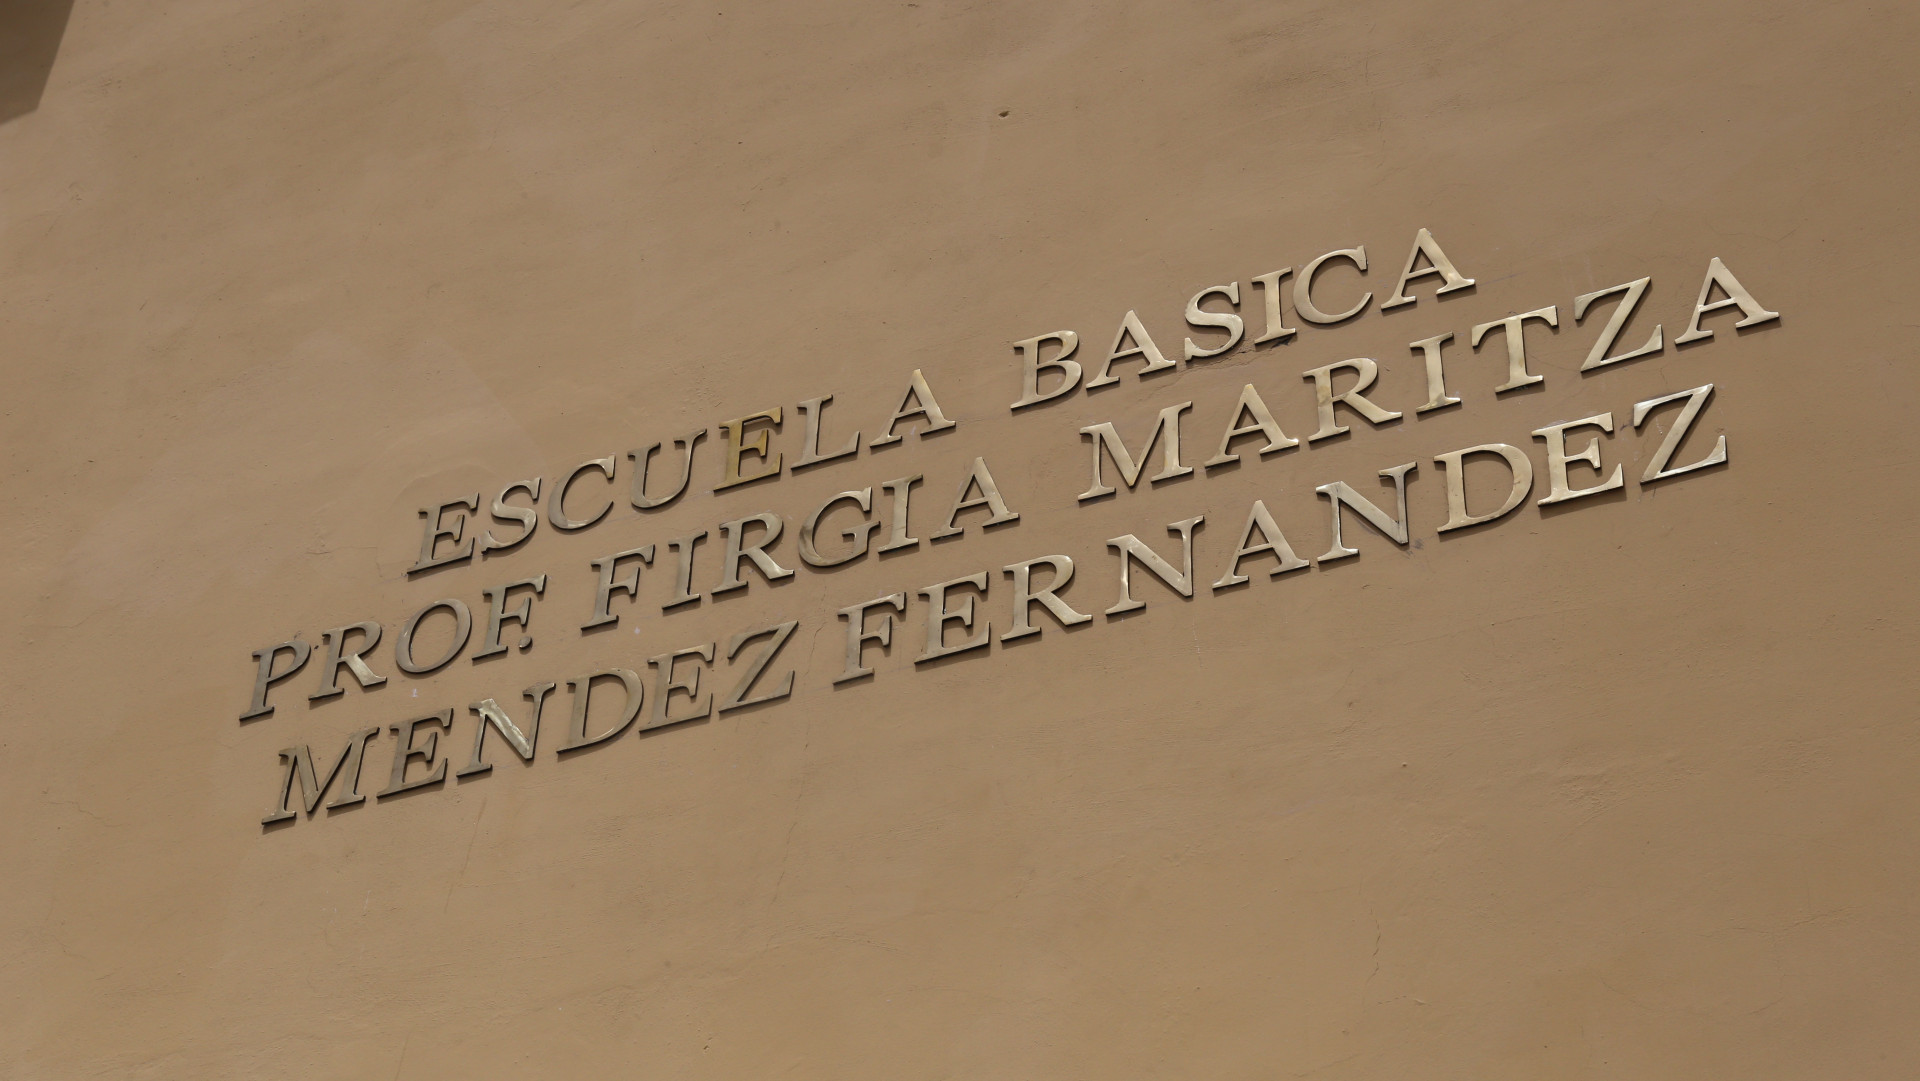 ESCUELA BASICA
PROF. FIRGIA MARITZA
MENDEZ FERNANDEZ